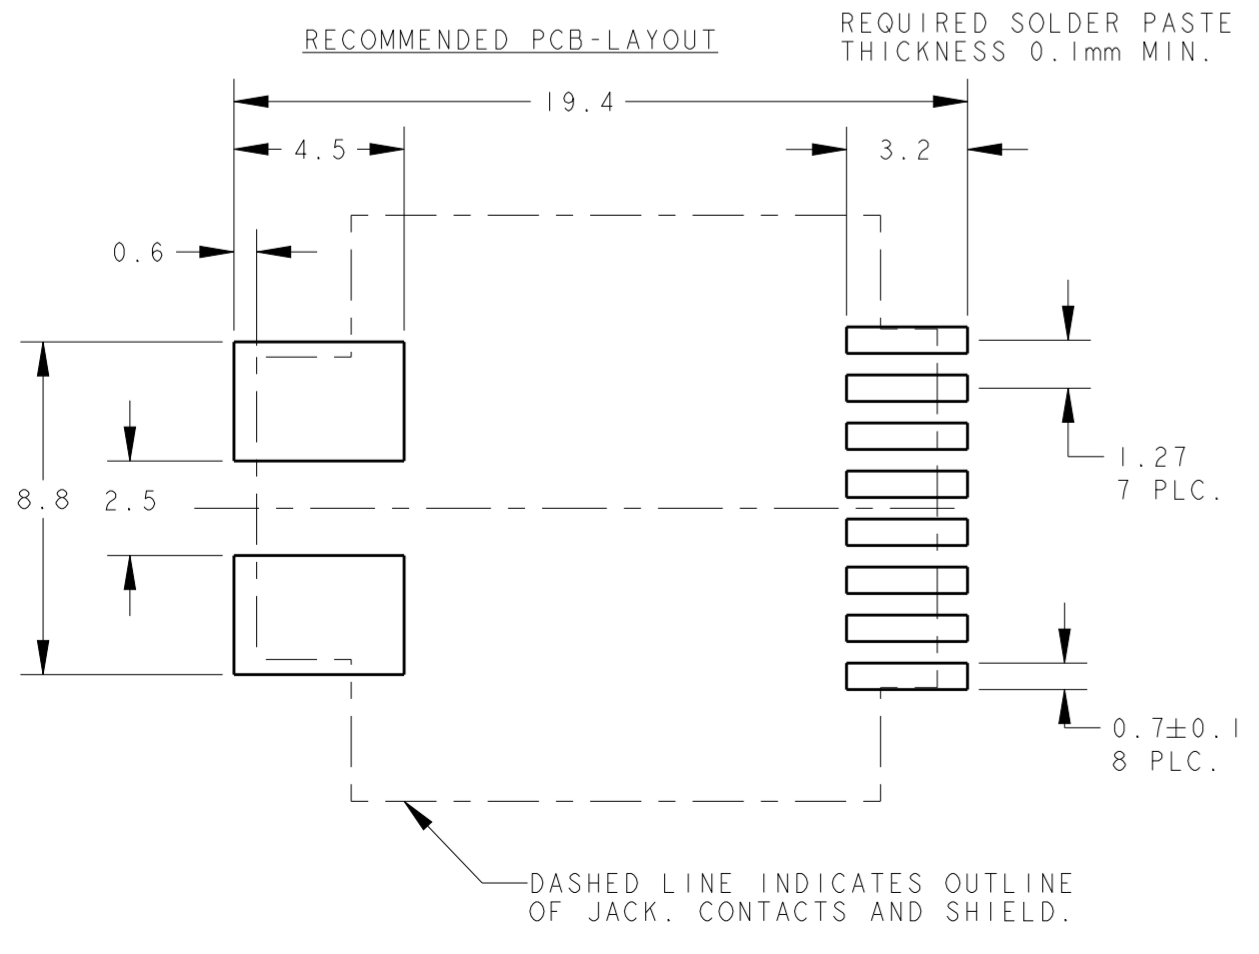 RECOMMENDED PCB-LAYOUT
REQUIRED SOLDER PASTE
THICKNESS 0.1mm MIN.
19.4
4.5
3.2
0.6
1.27
7 PLC.
8.8
2.5
0.7±0.1
8 PLC.
DASHED LINE INDICATES OUTLINE
OF JACK. CONTACTS AND SHIELD.